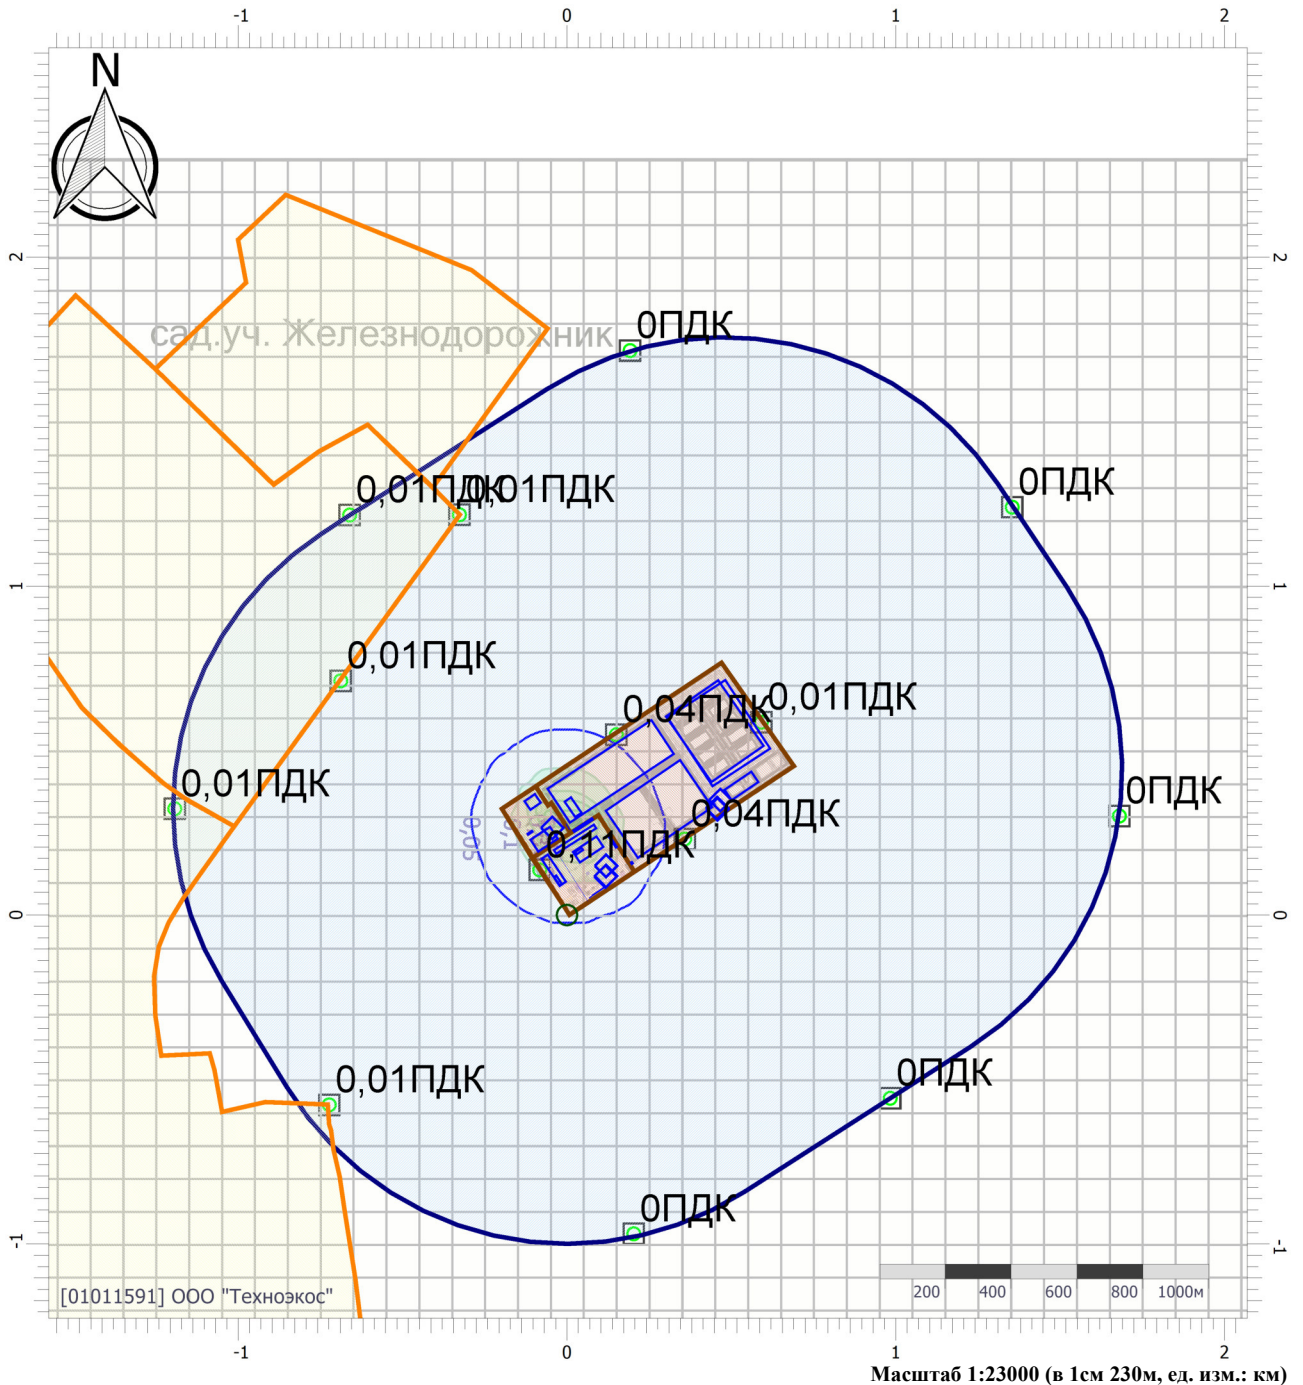 -1 0 1 2
N
2 2
сад.уч. Железнодорожник
0ПДК
0ПДК
0,01ПДК 0,01ПДК
1 1
0,01ПДК
0,01ПДК
0,04ПДК
0,01ПДК
0ПДК
0,04ПДК
0,05
0,1
0,11ПДК
0 0
0ПДК
0,01ПДК
0ПДК
-1 -1
200 400 600 800 1000м
[01011591] ООО "Техноэкос"
-1 0 1 2
Масштаб 1:23000 (в 1см 230м, ед. изм.: км)